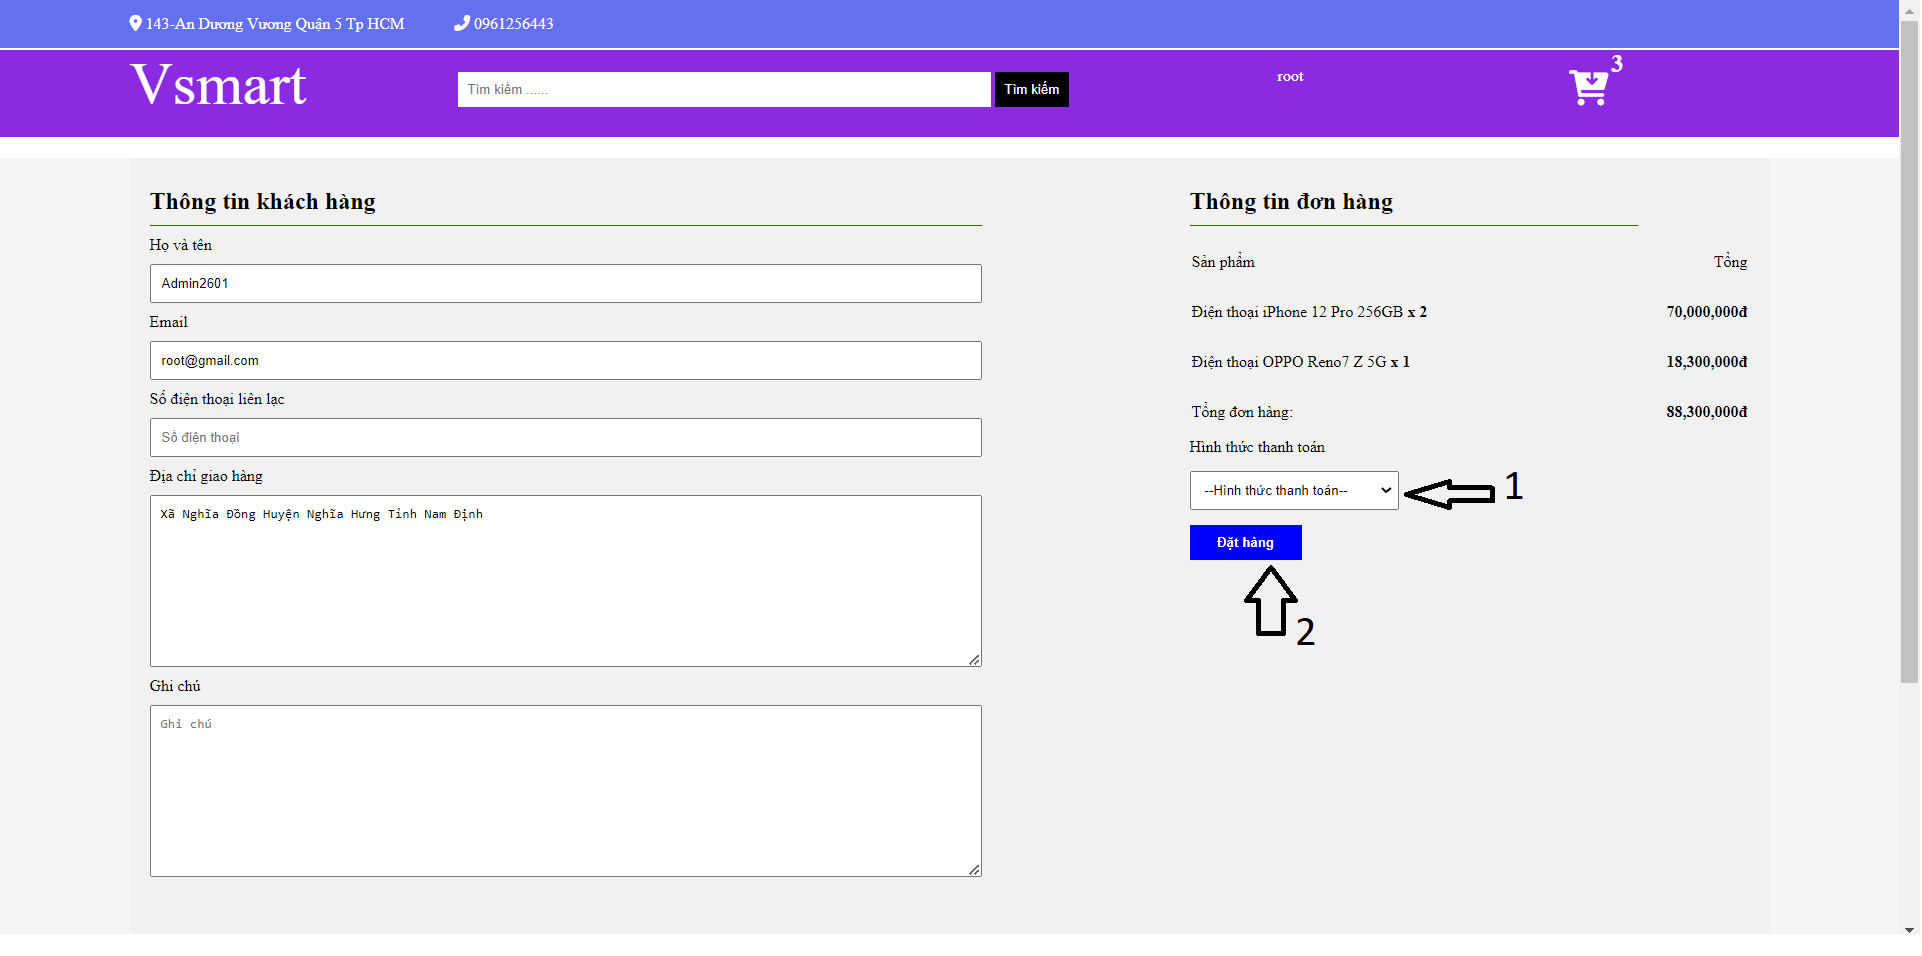 143-An Dương Vương Quận 5 Tp HCM 0961256443
Vsmart
Tìm kiếm ......
Tìm kiếm
root
3
Thông tin khách hàng
Họ và tên
Admin2601
Email
root@gmail.com
Số điện thoại liên lạc
Số điện thoại
Địa chỉ giao hàng
Xã Nghĩa Đồng Huyện Nghĩa Hưng Tỉnh Nam Định
Ghi chú
Ghi chú
Thông tin đơn hàng
Sản phẩm Tổng
Điện thoại iPhone 12 Pro 256GB x 2 70,000,000đ
Điện thoại OPPO Reno7 Z 5G x 1 18,300,000đ
Tổng đơn hàng: 88,300,000đ
Hình thức thanh toán
--Hình thức thanh toán--
1
Đặt hàng
2